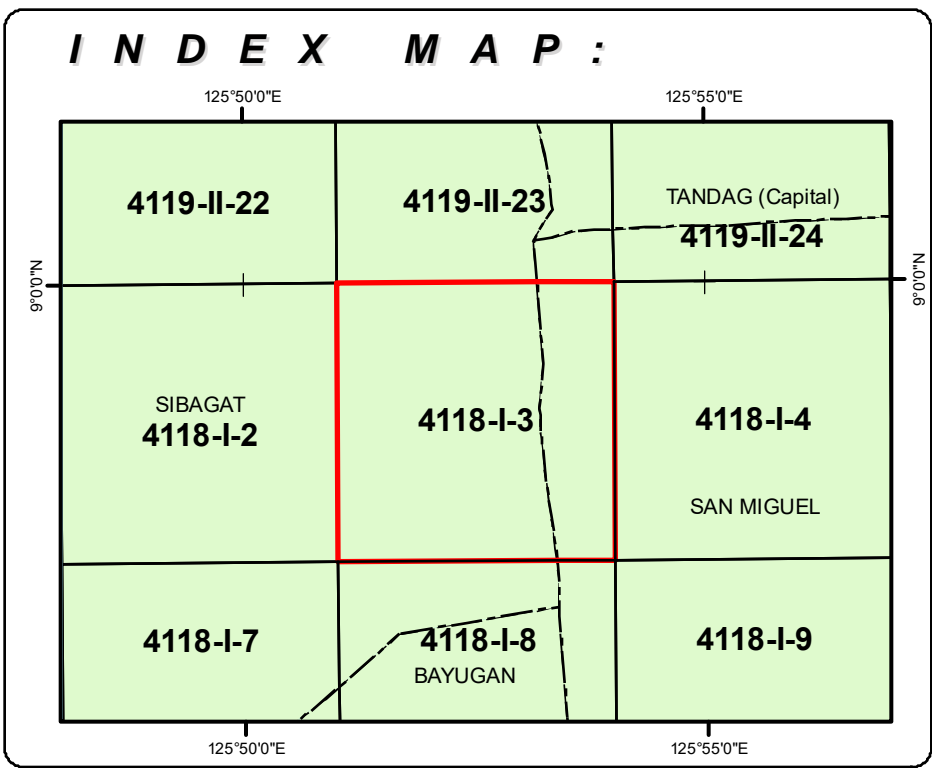 INDEX MAP:
125°50'0"E
125°55'0"E
4119-II-22
4119-II-23
TANDAG (Capital)
4119-II-24
9°0'0"N
9°0'0"N
SIBAGAT
4118-I-2
4118-I-3
4118-I-4
SAN MIGUEL
4118-I-7
4118-I-8
BAYUGAN
4118-I-9
125°50'0"E
125°55'0"E